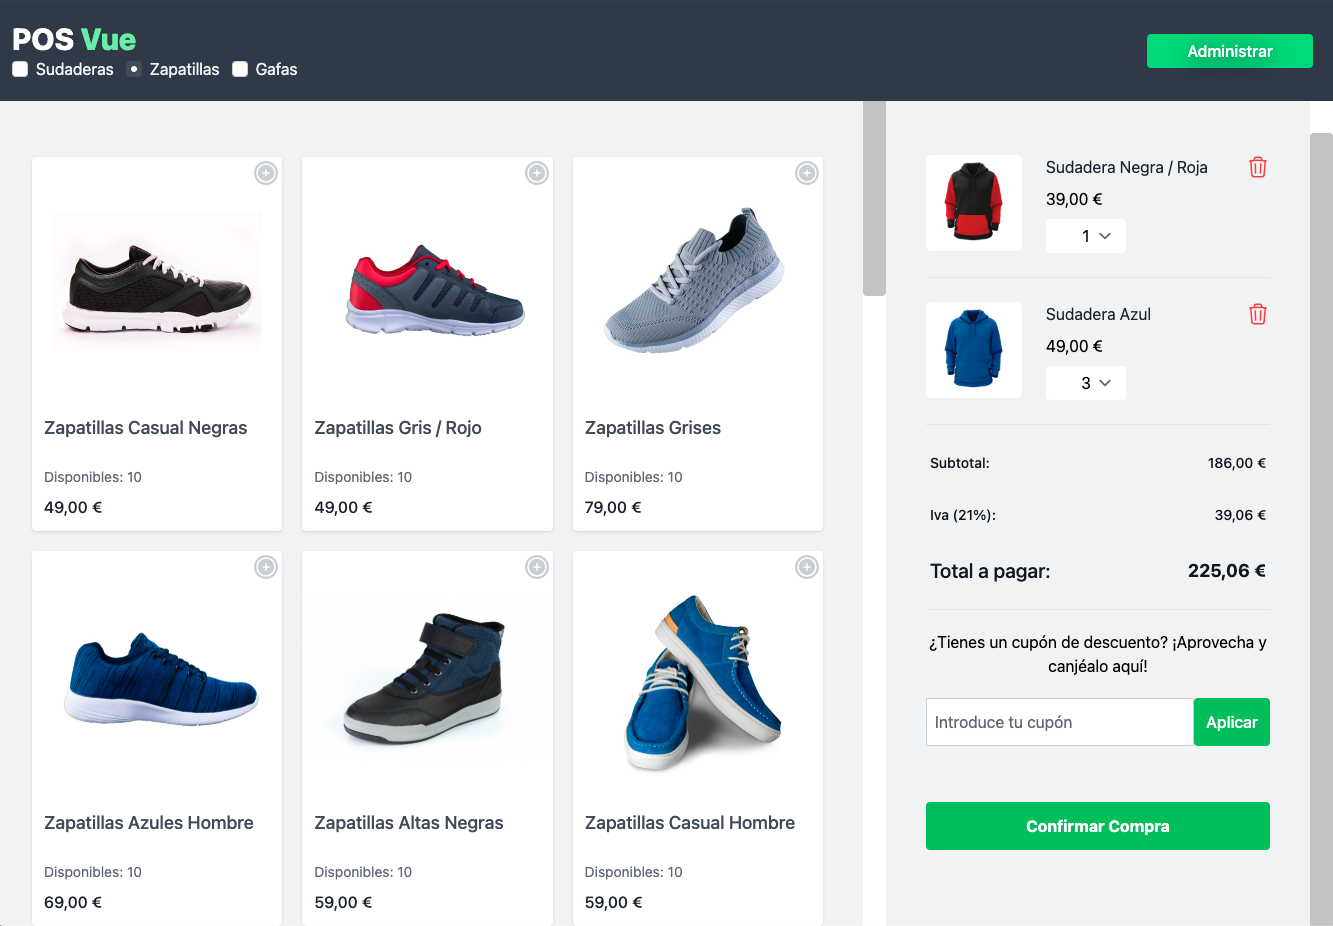 POS Vue
Sudaderas Zapatillas Gafas
Administrar
Zapatillas Casual Negras
Disponibles: 10
49,00 €
Zapatillas Gris / Rojo
Disponibles: 10
49,00 €
Zapatillas Grises
Disponibles: 10
79,00 €
Zapatillas Azules Hombre
Disponibles: 10
69,00 €
Zapatillas Altas Negras
Disponibles: 10
59,00 €
Zapatillas Casual Hombre
Disponibles: 10
59,00 €
Sudadera Negra / Roja
39,00 €
1
Sudadera Azul
49,00 €
3
Subtotal: 186,00 €
Iva (21%): 39,06 €
Total a pagar: 225,06 €
¿Tienes un cupón de descuento? ¡Aprovecha y
canjéalo aquí!
Introduce tu cupón Aplicar
Confirmar Compra